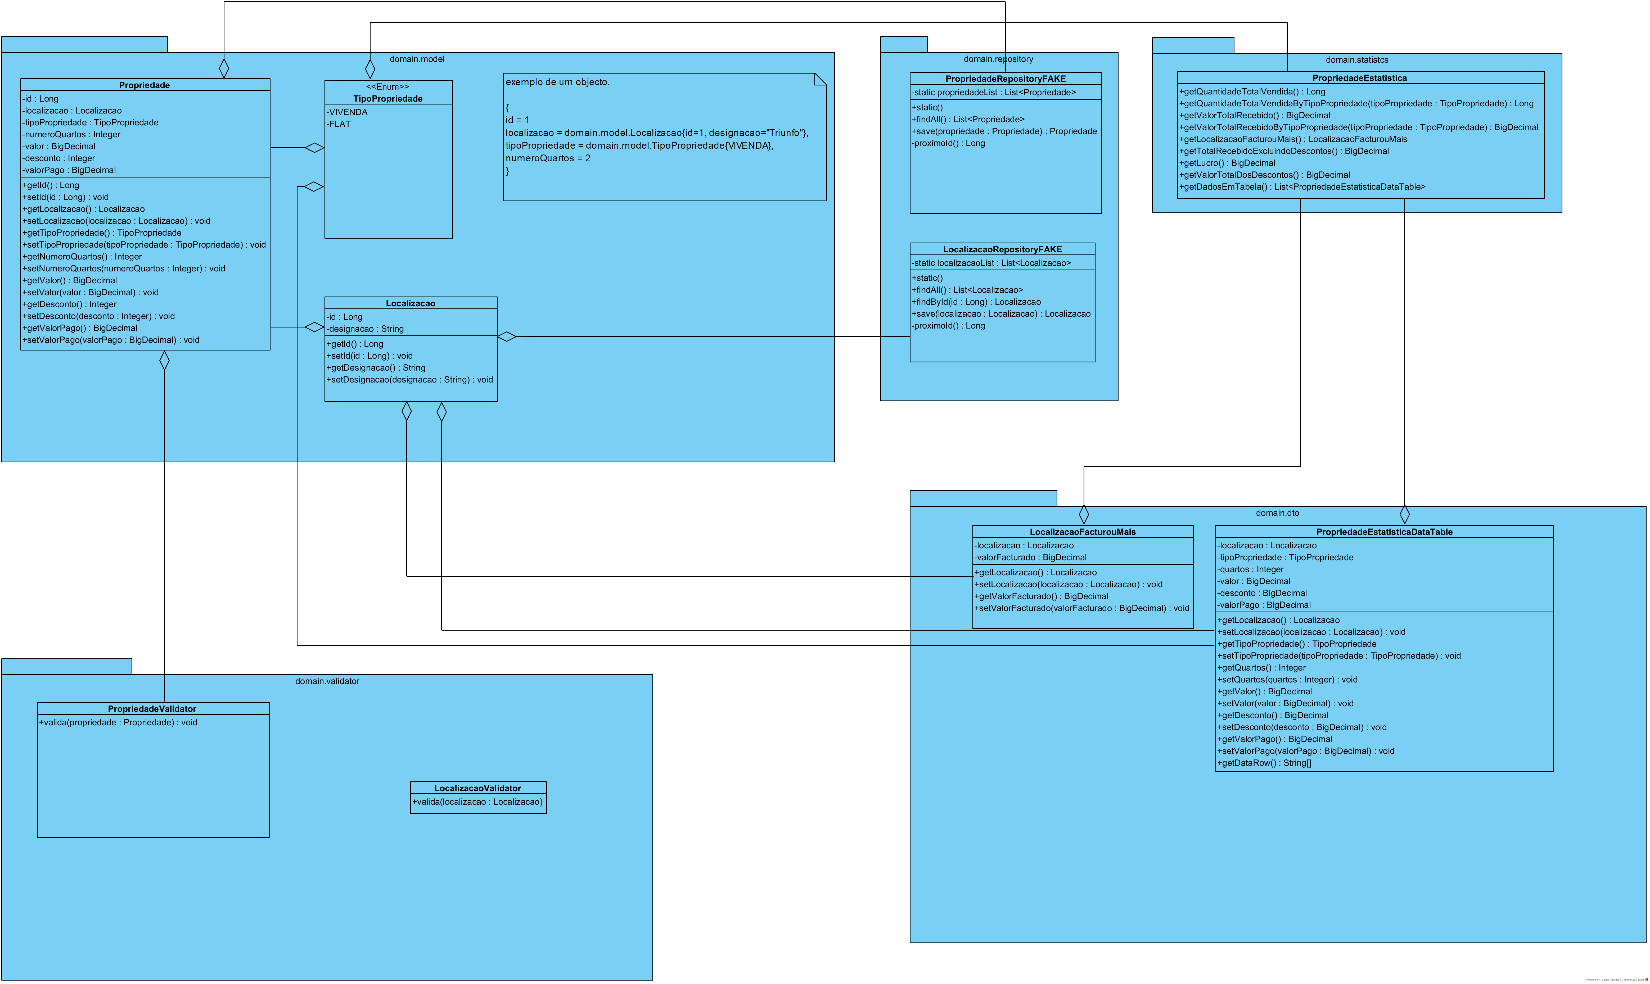 domain.model
Propriedade
-id : Long
-localizacao : Localizacao
-tipoPropriedade : TipoPropriedade
-numeroQuartos : Integer
-valor : BigDecimal
-desconto : Integer
-valorPago : BigDecimal
+getId() : Long
+setId(id : Long) : void
+getLocalizacao() : Localizacao
+setLocalizacao(localizacao : Localizacao) : void
+getTipoPropriedade() : TipoPropriedade
+setTipoPropriedade(tipoPropriedade : TipoPropriedade) : void
+getNumeroQuartos() : Integer
+setNumeroQuartos(numeroQuartos : Integer) : void
+getValor() : BigDecimal
+setValor(valor : BigDecimal) : void
+getDesconto() : Integer
+setDesconto(desconto : Integer) : void
+getValorPago() : BigDecimal
+setValorPago(valorPago : BigDecimal) : void
<<Enum>>
TipoPropriedade
-VIVENDA
-FLAT
exemplo de um objecto.
{
id = 1
localizacao = domain.model.Localizacao{id=1, designacao="Triunfo"},
tipoPropriedade = domain.model.TipoPropriedade{VIVENDA},
numeroQuartos = 2
}
Localizacao
-id : Long
-designacao : String
+getId() : Long
+setId(id : Long) : void
+getDesignacao() : String
+setDesignacao(designacao : String) : void
domain.repository
PropriedadeRepositoryFAKE
-static propriedadeList : List<Propriedade>
+static()
+findAll() : List<Propriedade>
+save(propriedade : Propriedade) : Propriedade
-proximoId() : Long
LocalizacaoRepositoryFAKE
-static localizacaoList : List<Localizacao>
+static()
+findAll() : List<Localizacao>
+findById(id : Long) : Localizacao
+save(localizacao : Localizacao) : Localizacao
-proximoId() : Long
domain.statistcs
PropriedadeEstatistica
+getQuantidadeTotalVendida() : Long
+getQuantidadeTotalVendidaByTipoPropriedade(tipoPropriedade : TipoPropriedade) : Long
+getValorTotalRecebido() : BigDecimal
+getValorTotalRecebidoByTipoPropriedade(tipoPropriedade : TipoPropriedade) : BigDecimal
+getLocalizacaoFacturouMais() : LocalizacaoFacturouMais
+getTotalRecebidoExcluindoDescontos() : BigDecimal
+getLucro() : BigDecimal
+getValorTotalDosDescontos() : BigDecimal
+getDadosEmTabela() : List<PropriedadeEstatisticaDataTable>
domain.dto
LocalizacaoFacturouMais
-localizacao : Localizacao
-valorFacturado : BigDecimal
+getLocalizacao() : Localizacao
+setLocalizacao(localizacao : Localizacao) : void
+getValorFacturado() : BigDecimal
+setValorFacturado(valorFacturado : BigDecimal) : void
PropriedadeEstatisticaDataTable
-localizacao : Localizacao
-tipoPropriedade : TipoPropriedade
-quartos : Integer
-valor : BigDecimal
-desconto : BigDecimal
-valorPago : BigDecimal
+getLocalizacao() : Localizacao
+setLocalizacao(localizacao : Localizacao) : void
+getTipoPropriedade() : TipoPropriedade
+setTipoPropriedade(tipoPropriedade : TipoPropriedade) : void
+getQuartos() : Integer
+setQuartos(quartos : Integer) : void
+getValor() : BigDecimal
+setValor(valor : BigDecimal) : void
+getDesconto() : BigDecimal
+setDesconto(desconto : BigDecimal) : void
+getValorPago() : BigDecimal
+setValorPago(valorPago : BigDecimal) : void
+getDataRow() : String[]
domain.validator
PropriedadeValidator
+valica(propriedade : Propriedade) : void
LocalizacaoValidator
+valida(localizacao : Localizacao)